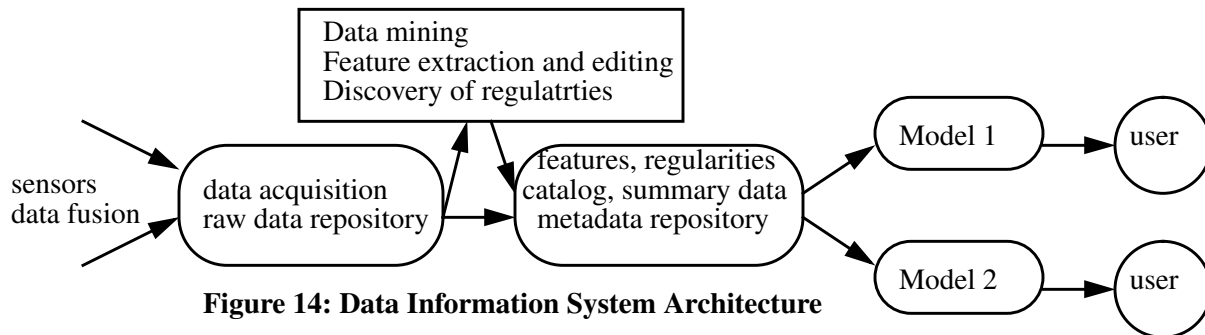 Data mining
Feature extraction and editing
Discovery of regulatrties
sensors
data fusion
data acquisition
raw data repository
features, regularities
catalog, summary data
metadata repository
Model 1
user
Model 2
user
Figure 14: Data Information System Architecture